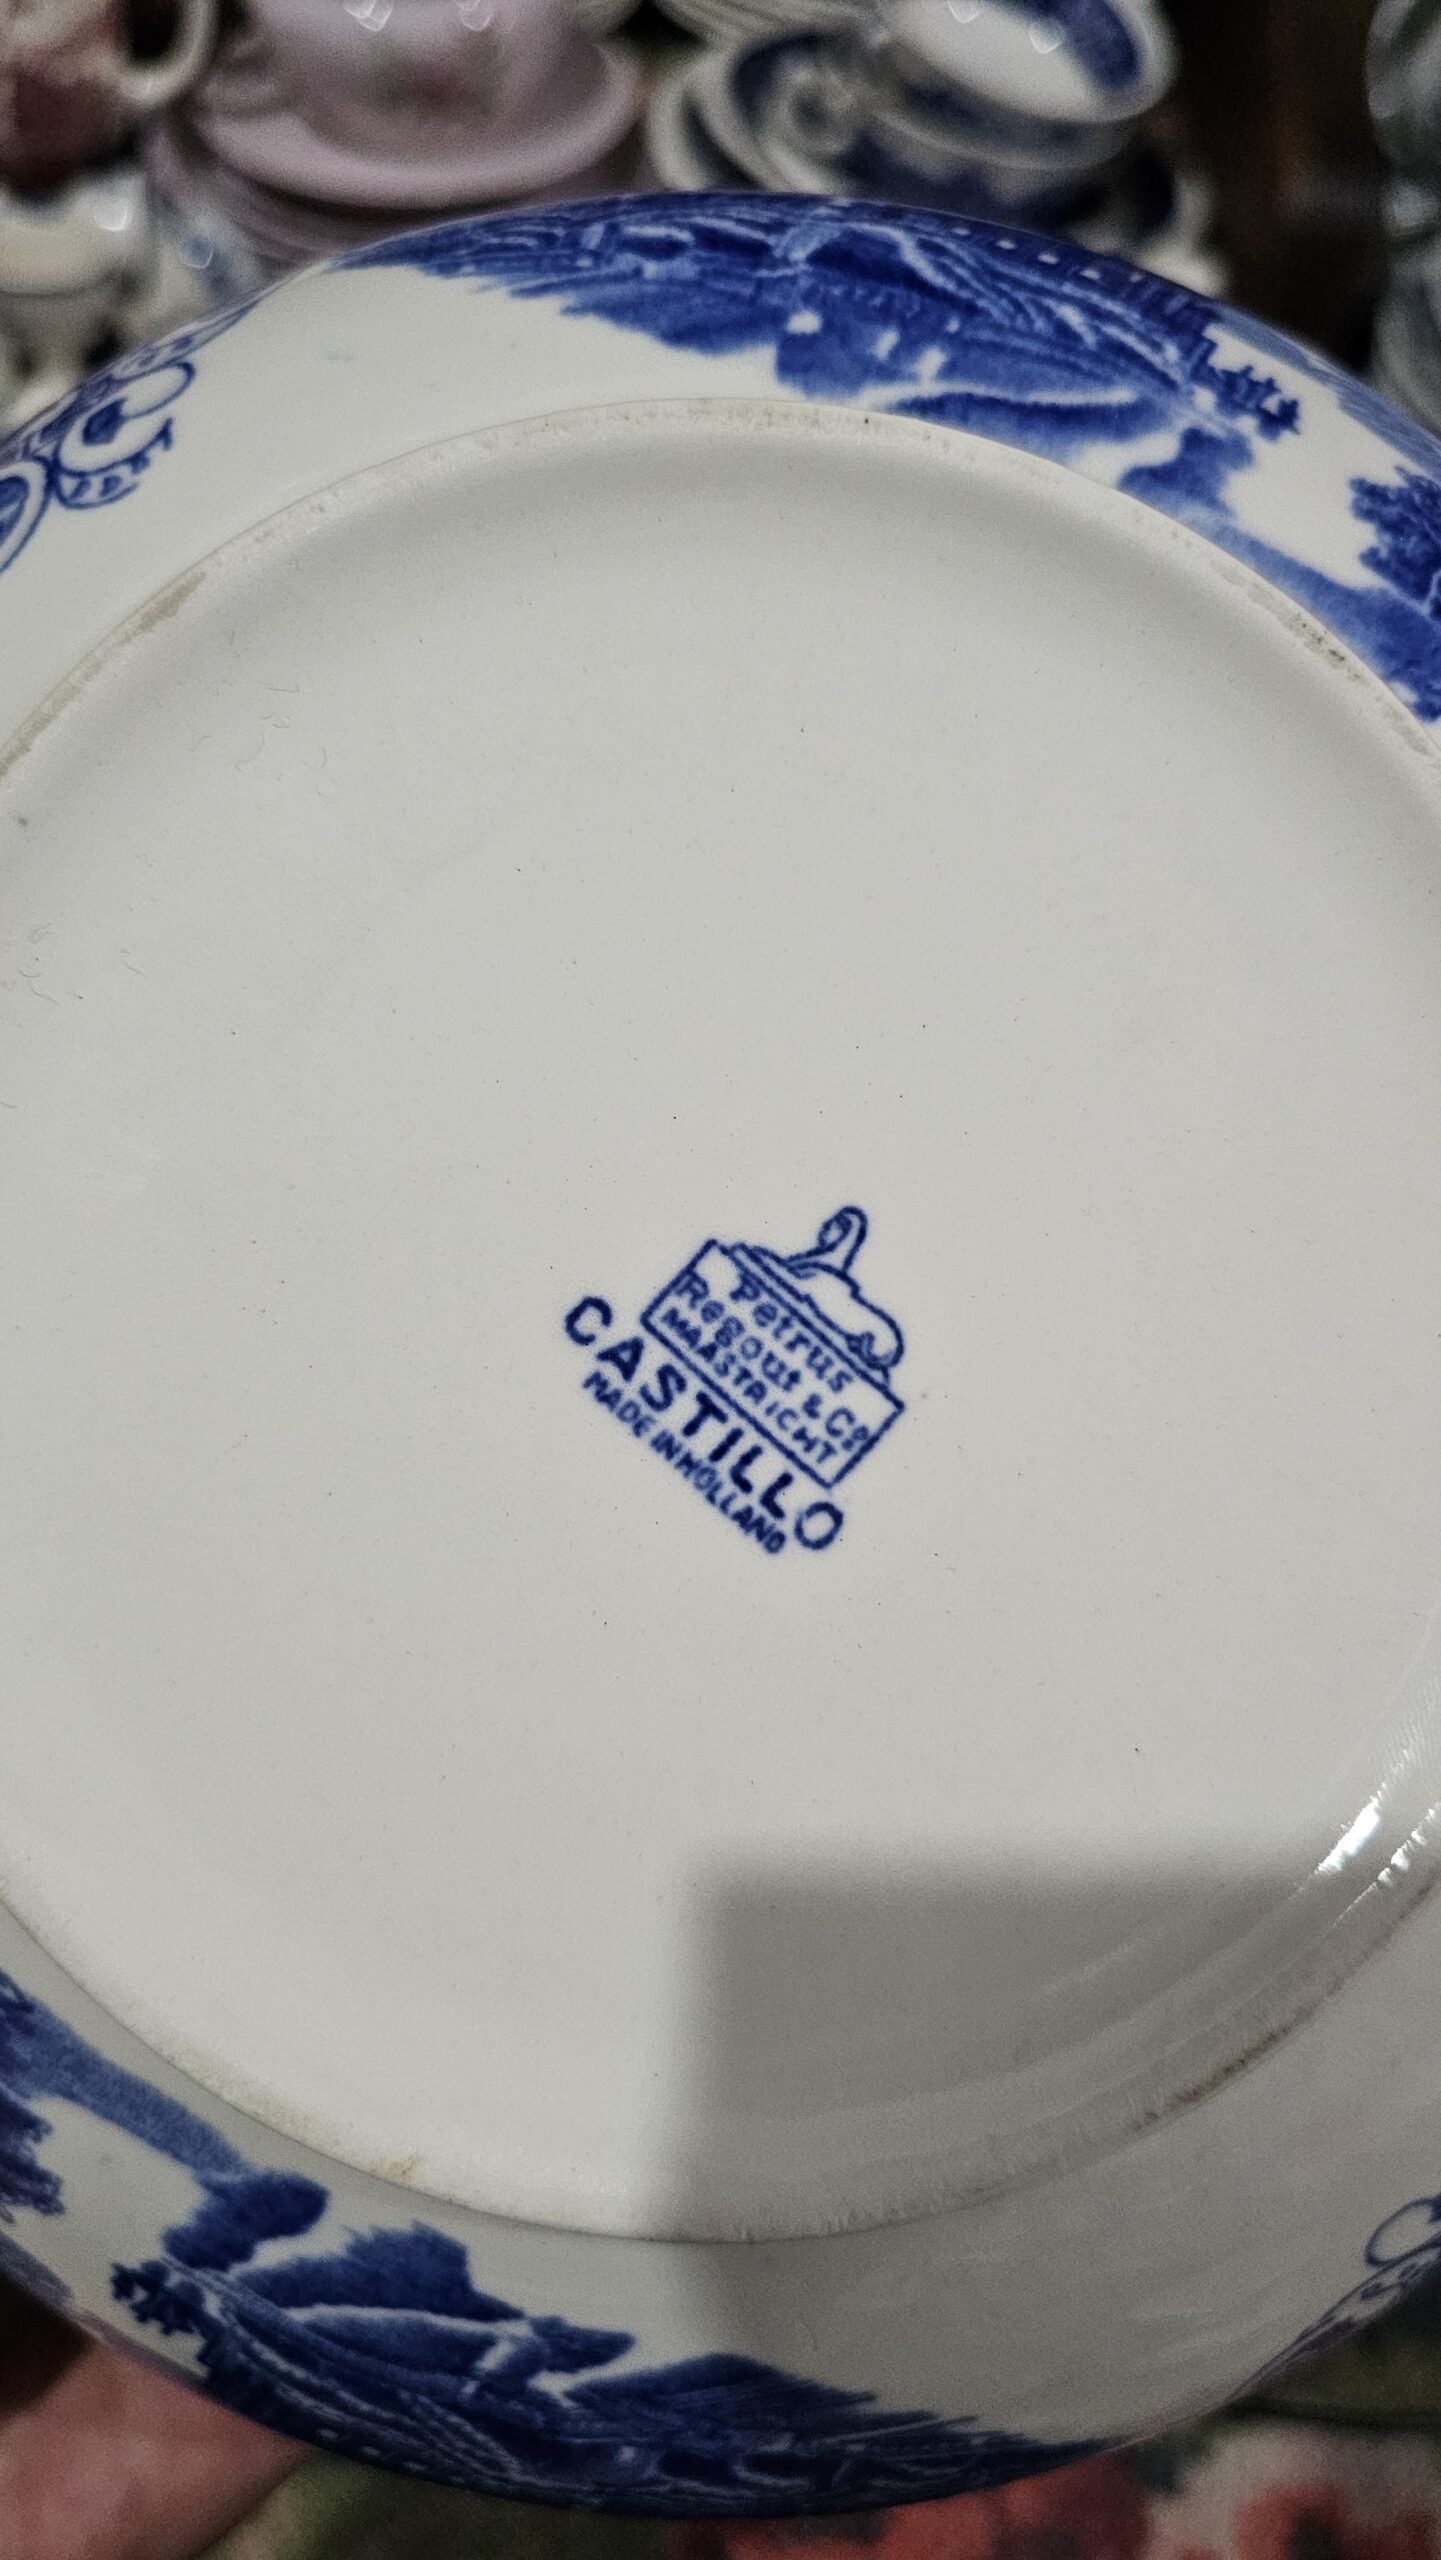 Petrus
Regout & Co
MAASTRICHT
CASTILLO
MADE IN HOLLAND